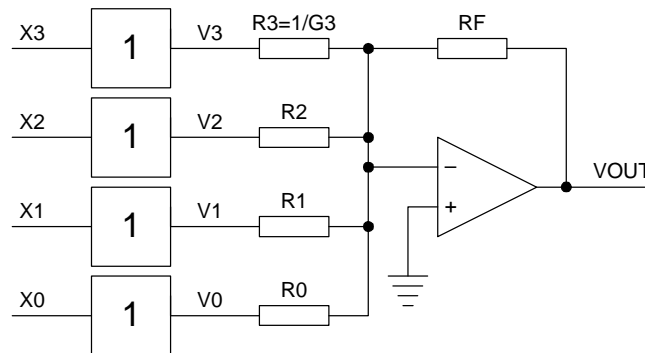 X3 1 V3 R3=1/G3 RF
X2 1 V2 R2
− VOUT
X1 1 V1 R1 +
X0 1 V0 R0